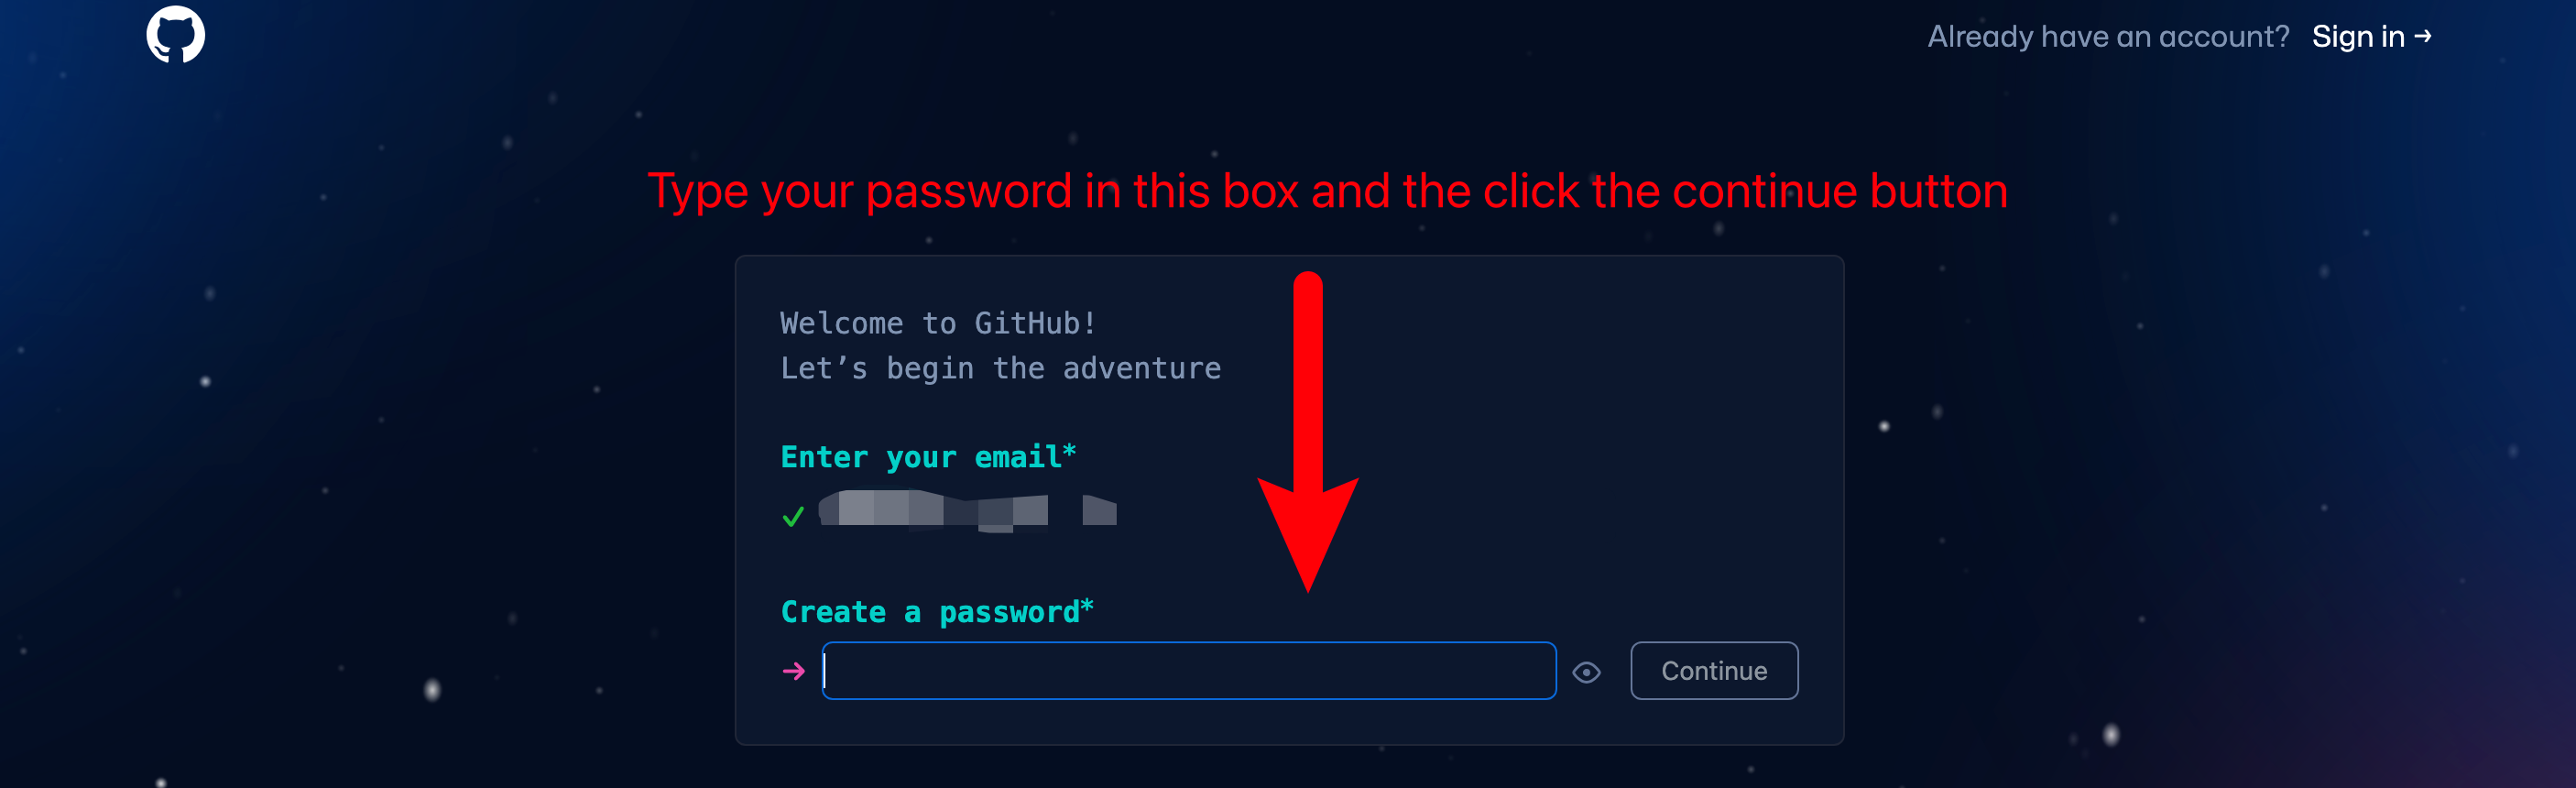 Already have an account? Sign in →
Type your password in this box and the click the continue button
Welcome to GitHub!
Let’s begin the adventure
Enter your email*
Create a password*
Continue